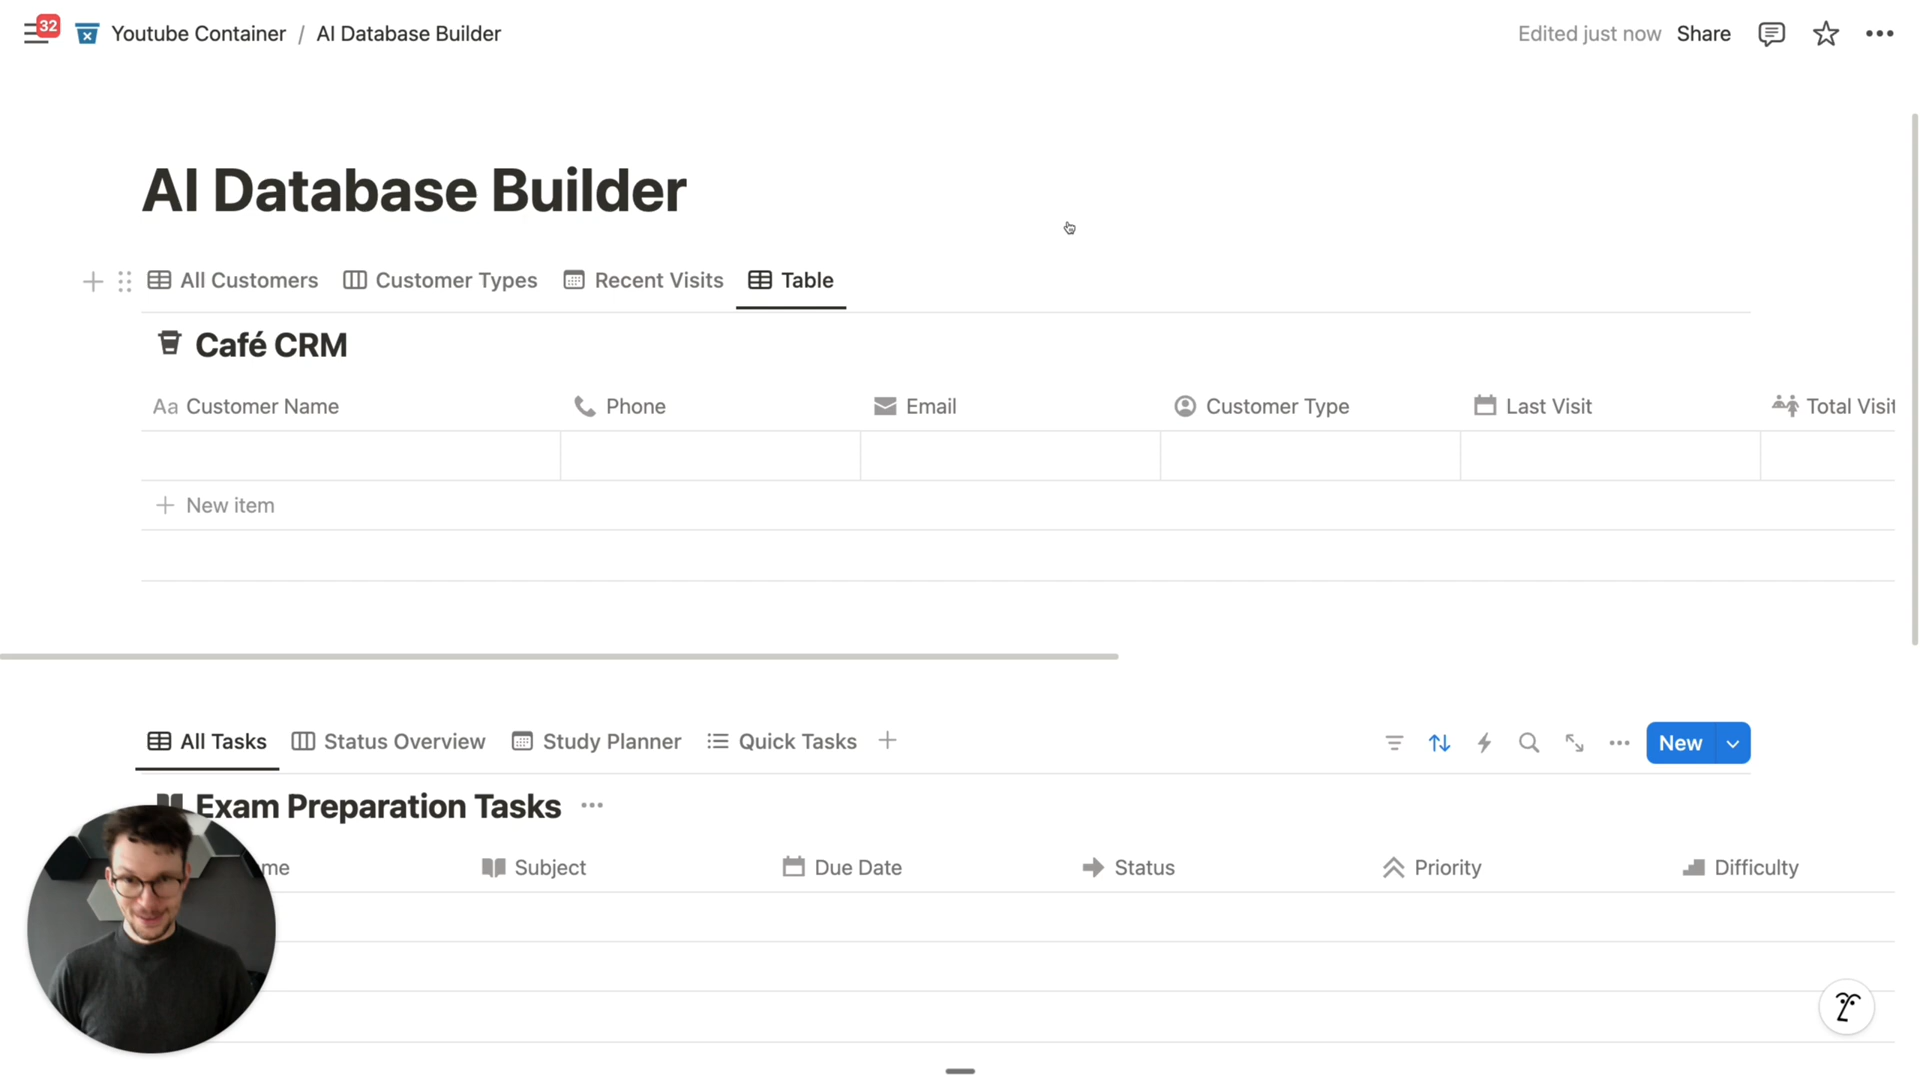 32
Youtube Container / AI Database Builder
Edited just now Share
AI Database Builder
All Customers Customer Types Recent Visits Table
Café CRM
Aa Customer Name Phone Email Customer Type Last Visit Total Visit
New item
All Tasks Status Overview Study Planner Quick Tasks
New
Exam Preparation Tasks
me Subject Due Date Status Priority Difficulty